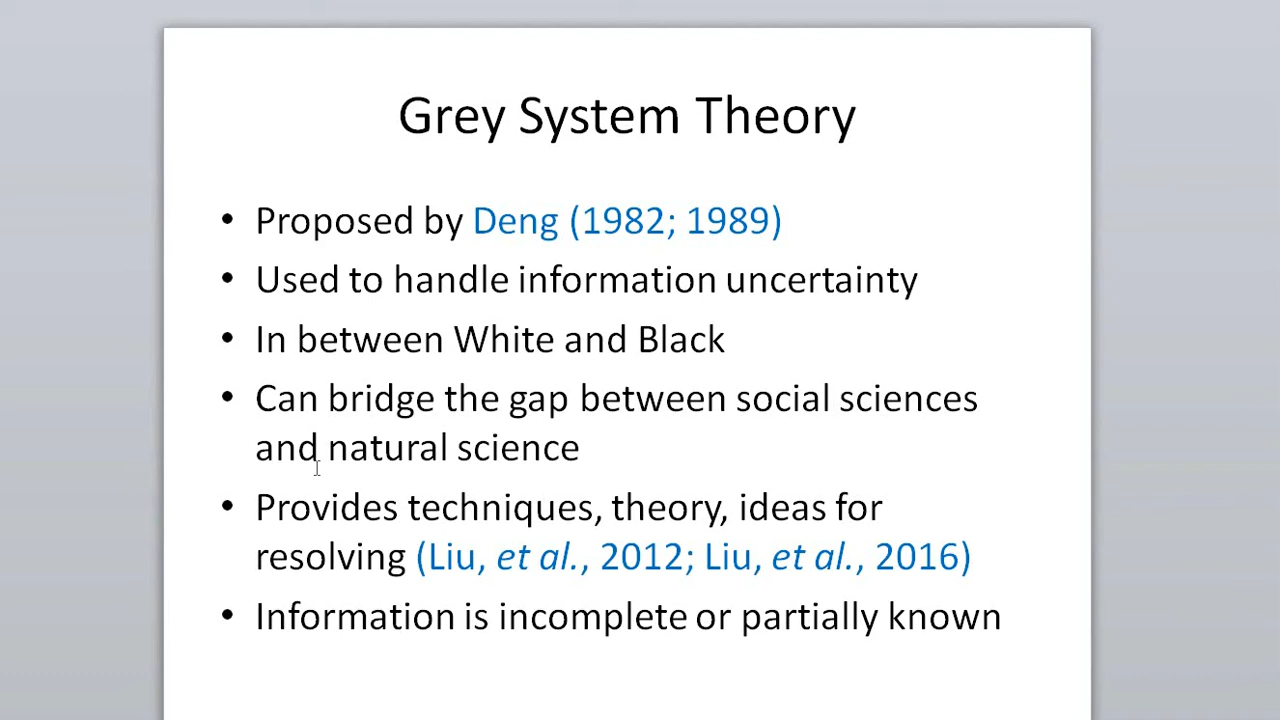 Grey System Theory
• Proposed by Deng (1982; 1989)
• Used to handle information uncertainty
• In between White and Black
• Can bridge the gap between social sciences
and natural science
• Provides techniques, theory, ideas for
resolving (Liu, et al., 2012; Liu, et al., 2016)
• Information is incomplete or partially known